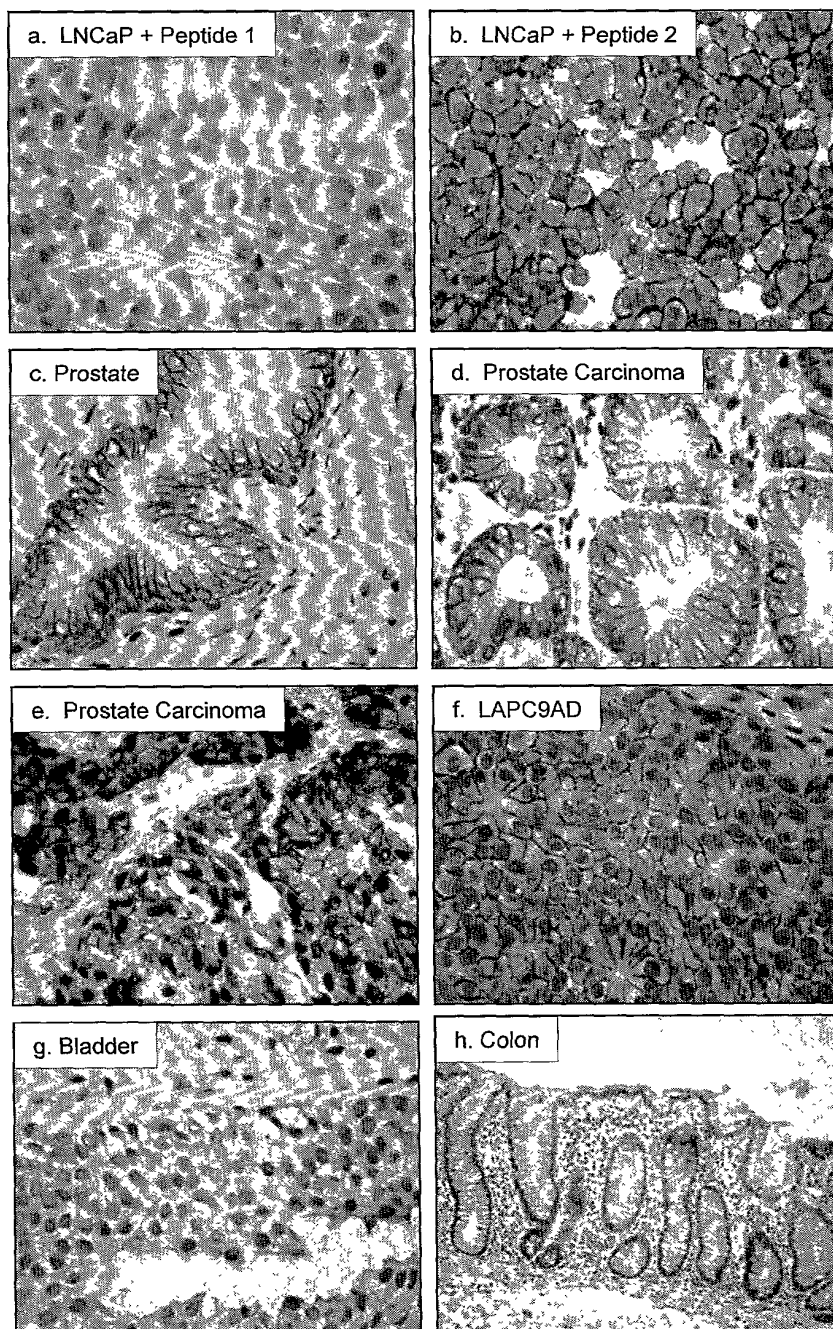 a. LNCaP + Peptide 1
b. LNCaP + Peptide 2
c. Prostate
d. Prostate Carcinoma
e. Prostate Carcinoma
f. LAPC9AD
g. Bladder
h. Colon